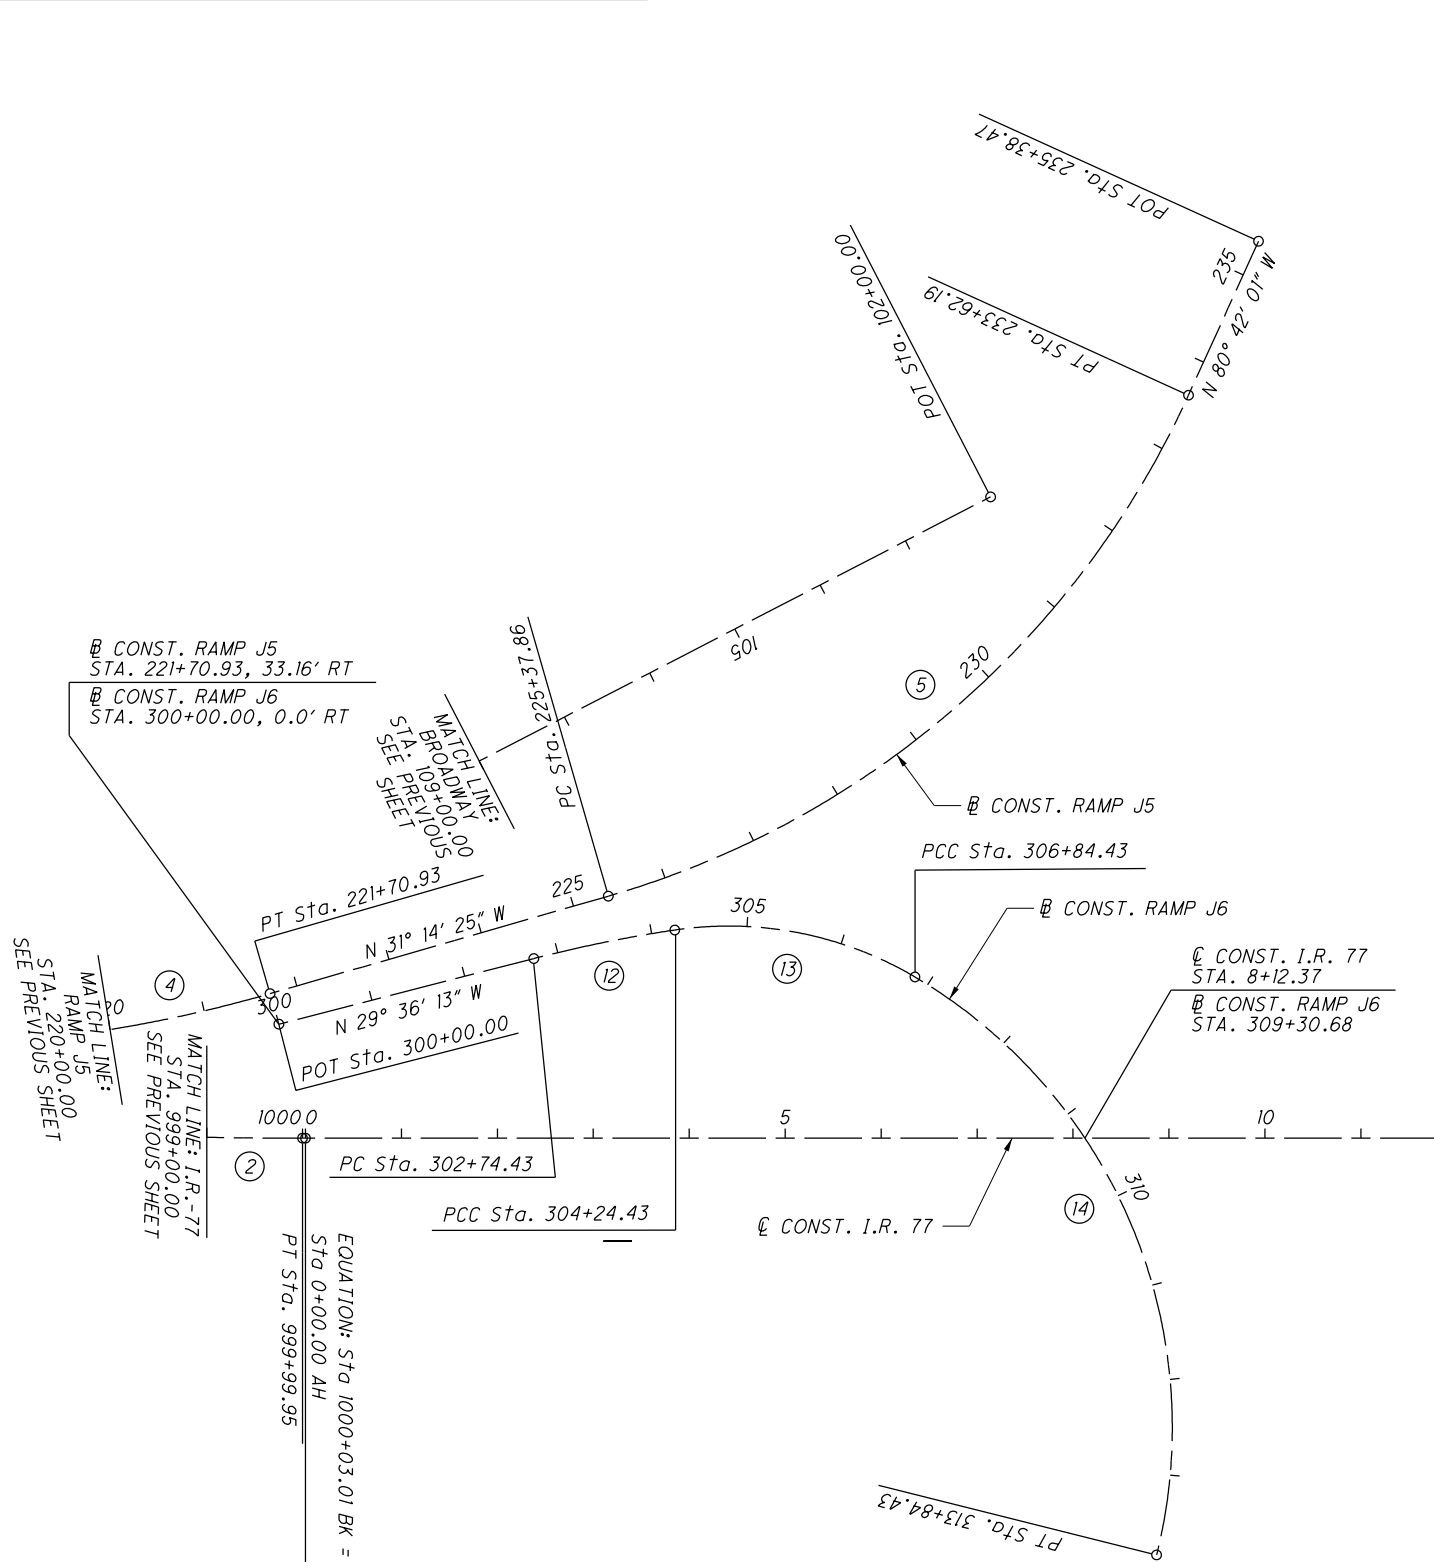 POT Sta. 235+38.47
235
N 80° 42' 01" W
POT Sta. 102+00.00
PT Sta. 233+62.19
105
230
5
℄ CONST. RAMP J5
STA. 221+70.93, 33.16' RT
℄ CONST. RAMP J6
STA. 300+00.00, 0.0' RT
PC Sta. 225+37.86
MATCH LINE:
BROADWAY
STA. 109+00.00
SEE PREVIOUS
SHEET
℄ CONST. RAMP J5
PCC Sta. 306+84.43
PT Sta. 221+70.93
225
305
℄ CONST. RAMP J6
N 31° 14' 25" W
4
12
13
300
N 29° 36' 13" W
POT Sta. 300+00.00
℄ CONST. I.R. 77
STA. 8+12.37
℄ CONST. RAMP J6
STA. 309+30.68
MATCH LINE:
RAMP J5
STA. 220+00.00
SEE PREVIOUS SHEET
MATCH LINE: I.R.-77
STA. 999+00.00
SEE PREVIOUS SHEET
1000 0
5
10
2
PC Sta. 302+74.43
310
14
PCC Sta. 304+24.43
℄ CONST. I.R. 77
EQUATION: Sta 1000+03.01 BK =
Sta 0+00.00 AH
PT Sta. 999+99.95
PT Sta. 313+84.43